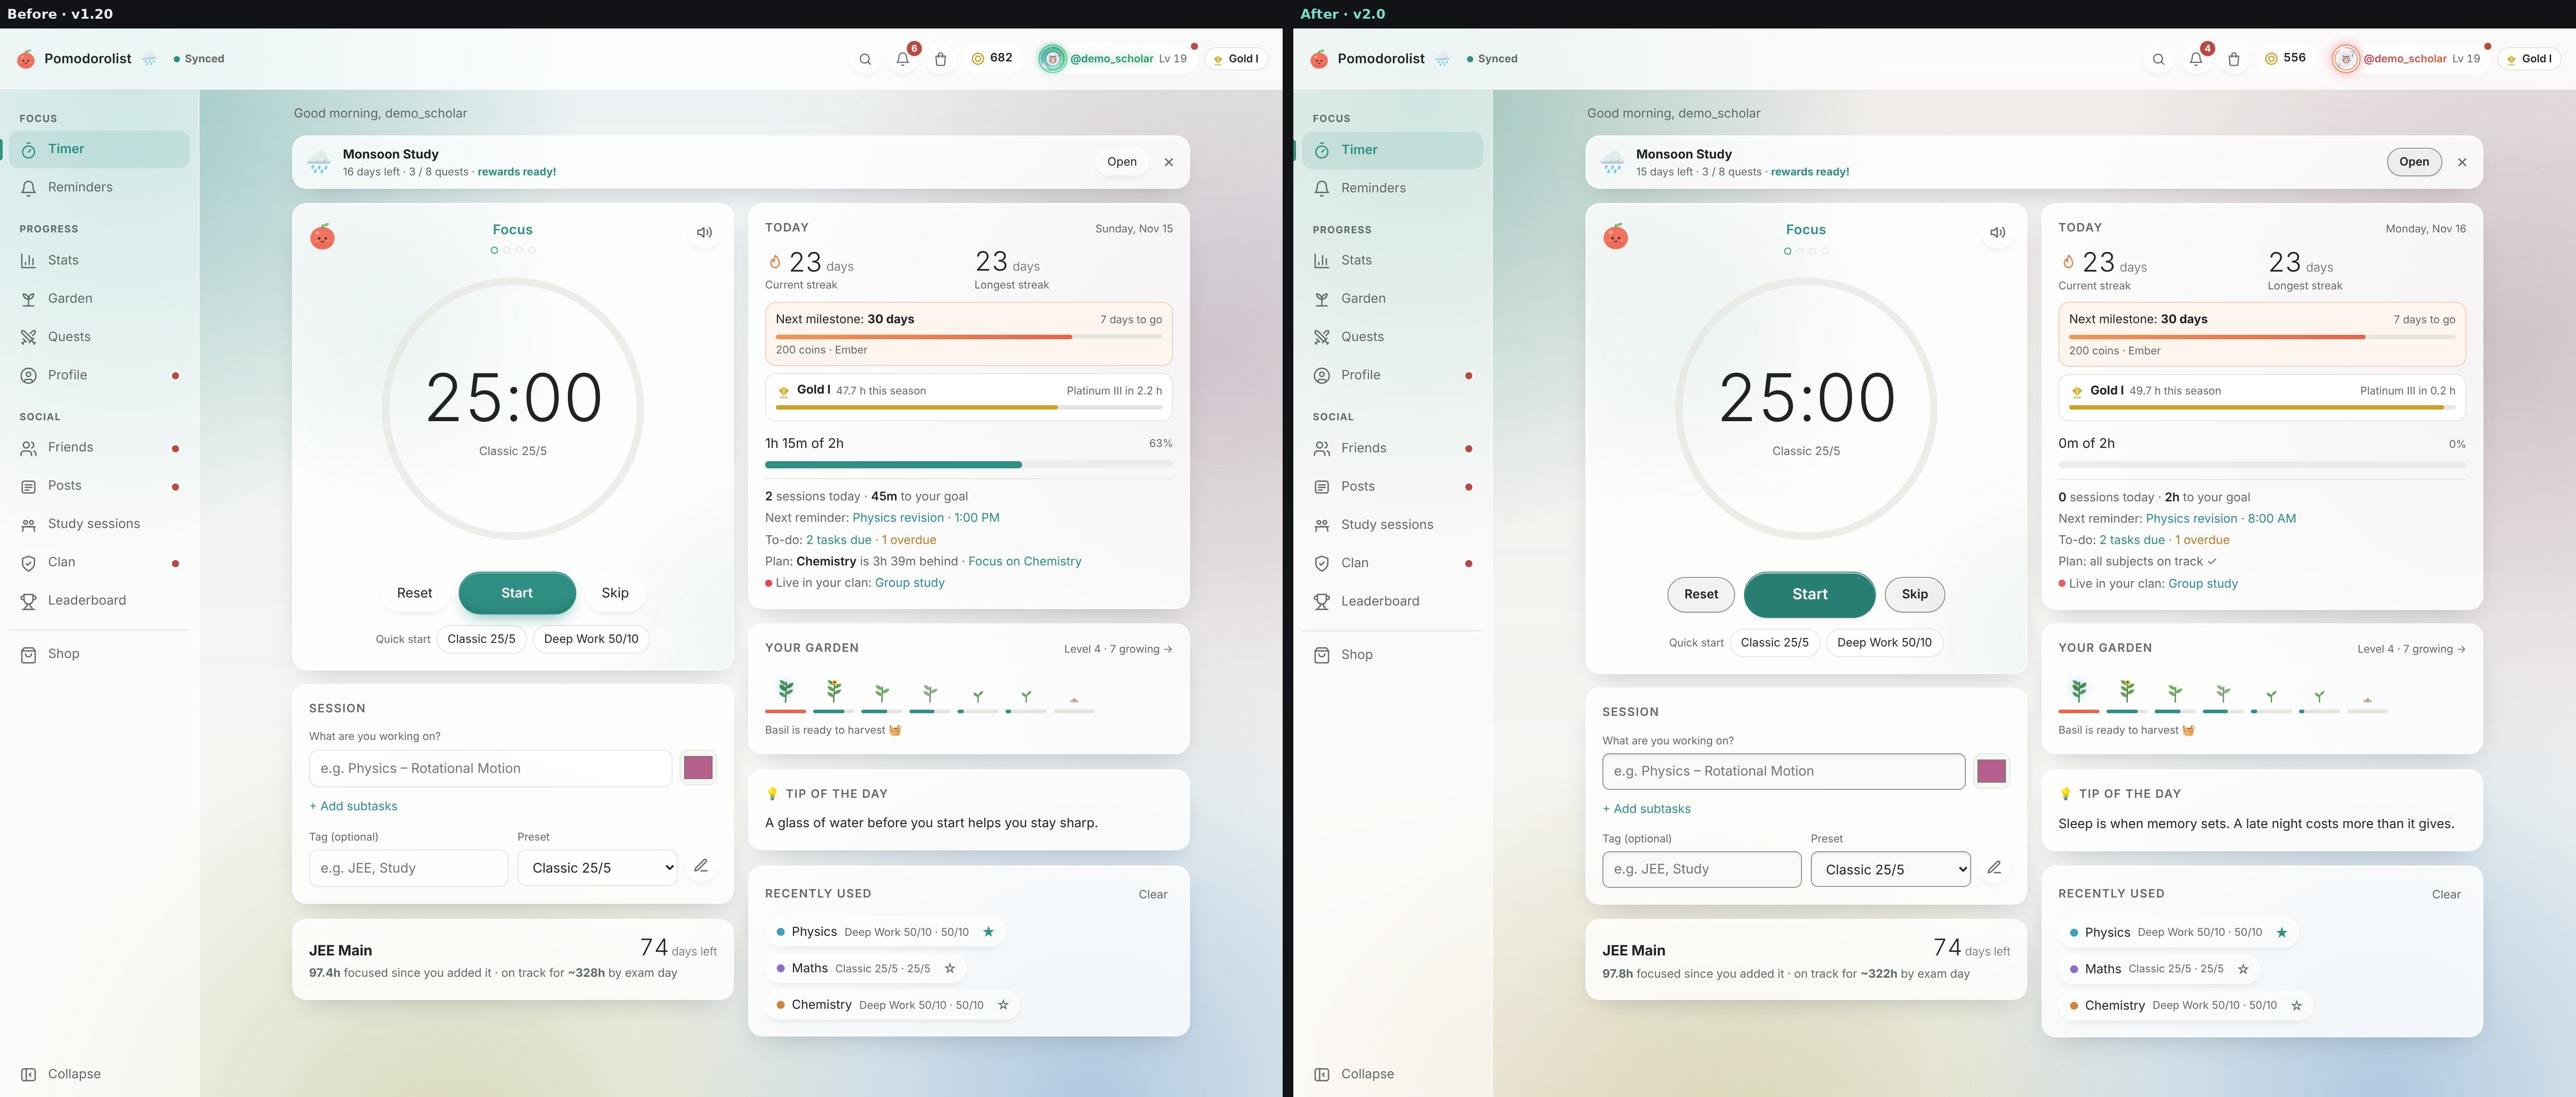 Before · v1.20
Pomodorolist
Synced
6
682
@demo_scholar Lv 19
Gold I
FOCUS
Timer
Reminders
PROGRESS
Stats
Garden
Quests
Profile
SOCIAL
Friends
Posts
Study sessions
Clan
Leaderboard
Shop
Collapse
Good morning, demo_scholar
Monsoon Study
16 days left · 3 / 8 quests · rewards ready!
Open
Focus
25:00
Classic 25/5
Reset
Start
Skip
Quick start
Classic 25/5
Deep Work 50/10
SESSION
What are you working on?
e.g. Physics – Rotational Motion
+ Add subtasks
Tag (optional)
Preset
e.g. JEE, Study
Classic 25/5
JEE Main
74 days left
97.4h focused since you added it · on track for ~328h by exam day
TODAY
Sunday, Nov 15
23 days
Current streak
23 days
Longest streak
Next milestone: 30 days
7 days to go
200 coins · Ember
Gold I 47.7 h this season
Platinum III in 2.2 h
1h 15m of 2h
63%
2 sessions today · 45m to your goal
Next reminder: Physics revision · 1:00 PM
To-do: 2 tasks due · 1 overdue
Plan: Chemistry is 3h 39m behind · Focus on Chemistry
Live in your clan: Group study
YOUR GARDEN
Level 4 · 7 growing →
Basil is ready to harvest
TIP OF THE DAY
A glass of water before you start helps you stay sharp.
RECENTLY USED
Clear
Physics Deep Work 50/10 · 50/10 ★
Maths Classic 25/5 · 25/5 ☆
Chemistry Deep Work 50/10 · 50/10 ☆
After · v2.0
Pomodorolist
Synced
4
556
@demo_scholar Lv 19
Gold I
FOCUS
Timer
Reminders
PROGRESS
Stats
Garden
Quests
Profile
SOCIAL
Friends
Posts
Study sessions
Clan
Leaderboard
Shop
Collapse
Good morning, demo_scholar
Monsoon Study
15 days left · 3 / 8 quests · rewards ready!
Open
Focus
25:00
Classic 25/5
Reset
Start
Skip
Quick start
Classic 25/5
Deep Work 50/10
SESSION
What are you working on?
e.g. Physics – Rotational Motion
+ Add subtasks
Tag (optional)
Preset
e.g. JEE, Study
Classic 25/5
JEE Main
74 days left
97.8h focused since you added it · on track for ~322h by exam day
TODAY
Monday, Nov 16
23 days
Current streak
23 days
Longest streak
Next milestone: 30 days
7 days to go
200 coins · Ember
Gold I 49.7 h this season
Platinum III in 0.2 h
0m of 2h
0%
0 sessions today · 2h to your goal
Next reminder: Physics revision · 8:00 AM
To-do: 2 tasks due · 1 overdue
Plan: all subjects on track ✓
Live in your clan: Group study
YOUR GARDEN
Level 4 · 7 growing →
Basil is ready to harvest
TIP OF THE DAY
Sleep is when memory sets. A late night costs more than it gives.
RECENTLY USED
Clear
Physics Deep Work 50/10 · 50/10 ★
Maths Classic 25/5 · 25/5 ☆
Chemistry Deep Work 50/10 · 50/10 ☆